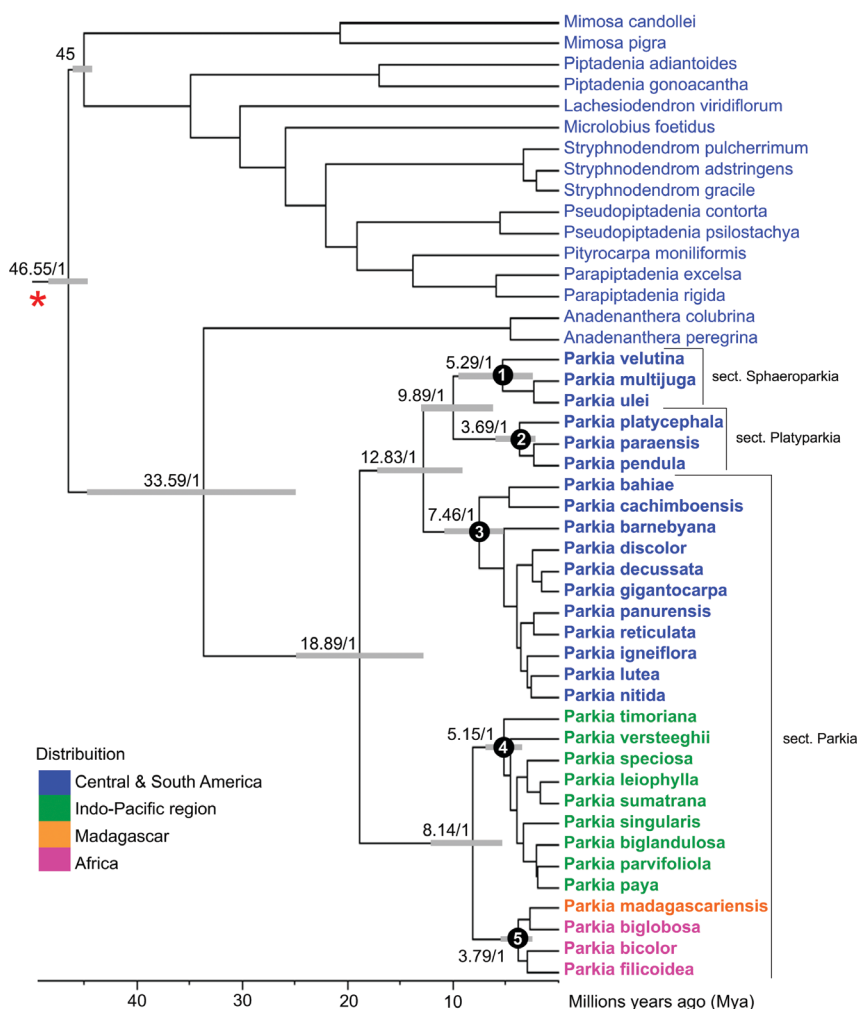 Mimosa candollei
45
Mimosa pigra
Piptadenia adiantoides
Piptadenia gonoacantha
Lachesiodendron viridiflorum
Microlobius foetidus
Stryphnodendrom pulcherrimum
Stryphnodendrom adstringens
Stryphnodendrom gracile
Pseudopiptadenia contorta
Pseudopiptadenia psilostachya
Pityrocarpa moniliformis
46.55/1
*
Parapiptadenia excelsa
Parapiptadenia rigida
Anadenanthera colubrina
Anadenanthera peregrina
5.29/1
1
Parkia velutina
Parkia multijuga
sect. Sphaeroparkia
Parkia ulei
9.89/1
3.69/1
2
Parkia platycephala
Parkia paraensis
sect. Platyparkia
Parkia pendula
12.83/1
33.59/1
Parkia bahiae
Parkia cachimboensis
7.46/1
3
Parkia barnebyana
Parkia discolor
Parkia decussata
Parkia gigantocarpa
Parkia panurensis
Parkia reticulata
18.89/1
Parkia igneiflora
Parkia lutea
Parkia nitida
5.15/1
4
Parkia timoriana
Parkia versteeghii
sect. Parkia
Parkia speciosa
Parkia leiophylla
Parkia sumatrana
Parkia singularis
8.14/1
Parkia biglandulosa
Parkia parvifoliola
Parkia paya
Parkia madagascariensis
Parkia biglobosa
3.79/1
5
Parkia bicolor
Parkia filicoidea
Distribuition
Central & South America
Indo-Pacific region
Madagascar
Africa
40
30
20
10
Millions years ago (Mya)